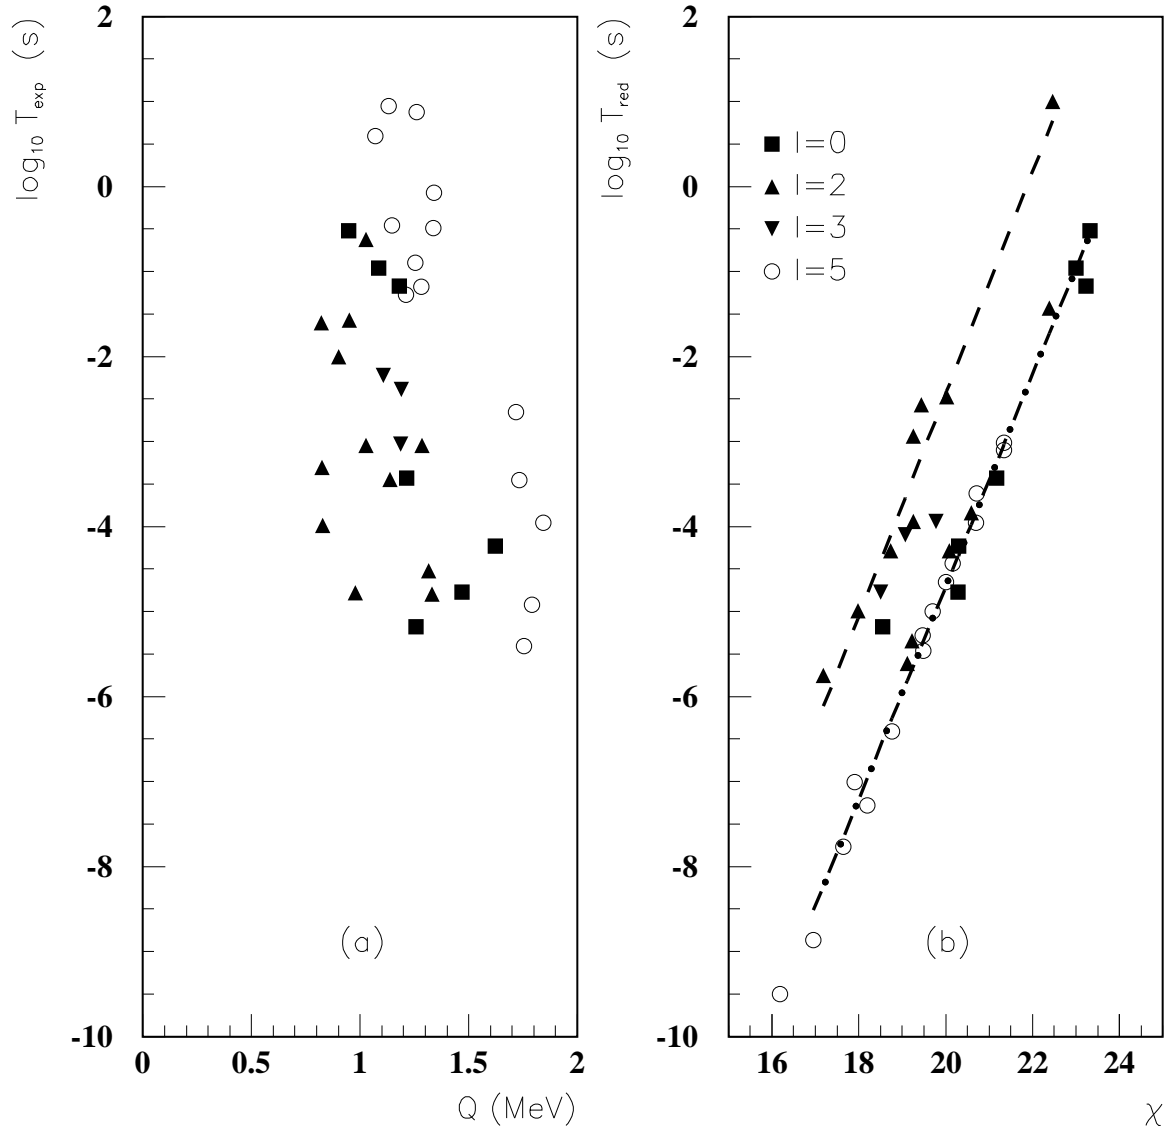 log10 Texp (s)
2
0
-2
-4
-6
-8
-10
0 0.5 1 1.5 2
Q (MeV)
(a)
log10 Tred (s)
2
0
-2
-4
-6
-8
-10
16 18 20 22 24
χ
l=0
l=2
l=3
l=5
(b)